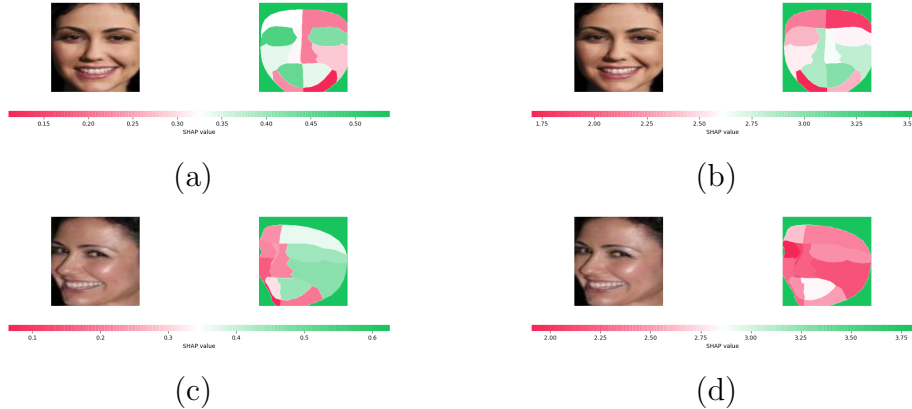 0.15 0.20 0.25 0.30 0.35 0.40 0.45 0.50
SHAP value
(a)
1.75 2.00 2.25 2.50 2.75 3.00 3.25 3.5
SHAP value
(b)
0.1 0.2 0.3 0.4 0.5 0.6
SHAP value
(c)
2.00 2.25 2.50 2.75 3.00 3.25 3.50 3.75
SHAP value
(d)